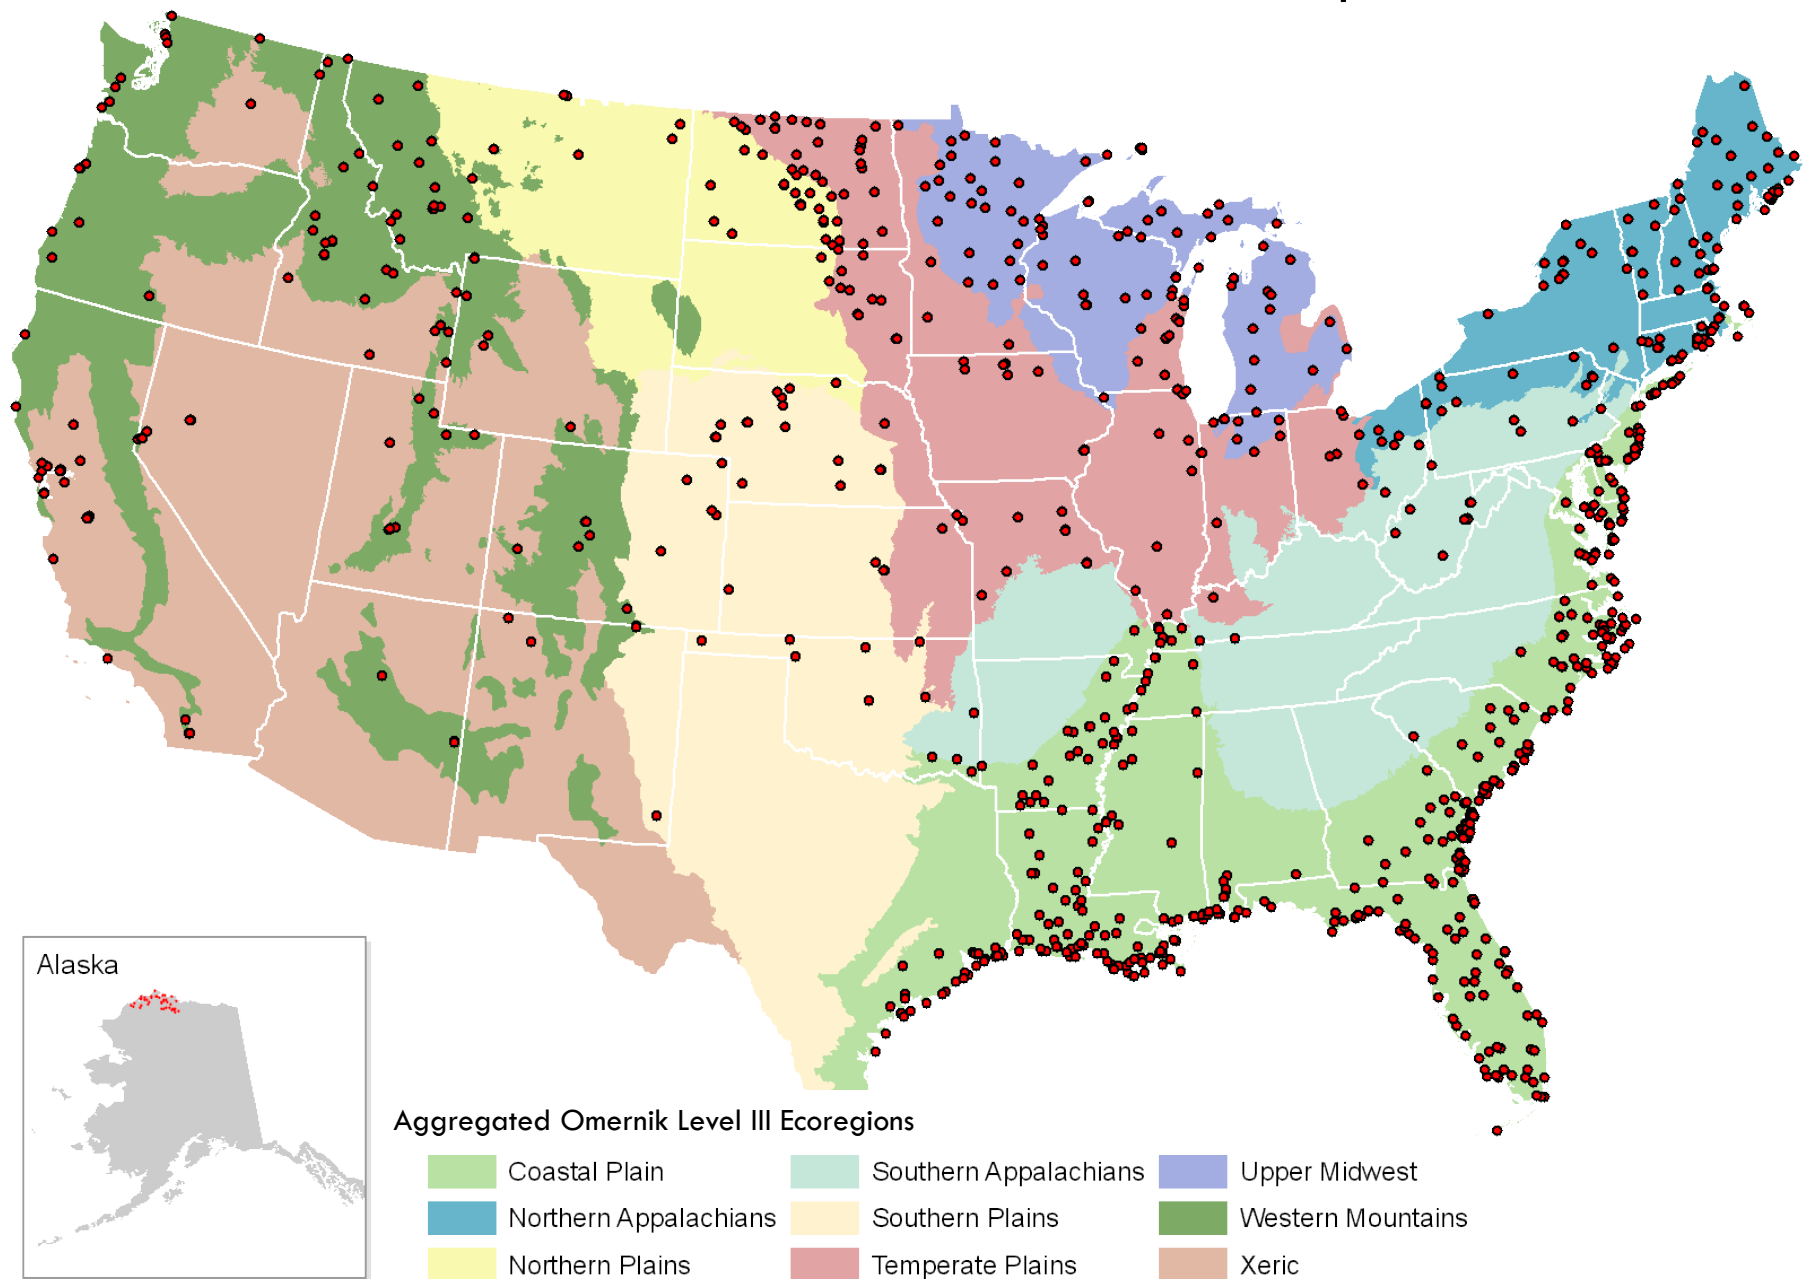 Alaska
Aggregated Omernik Level III Ecoregions
Coastal Plain
Southern Appalachians
Upper Midwest
Northern Appalachians
Southern Plains
Western Mountains
Northern Plains
Temperate Plains
Xeric